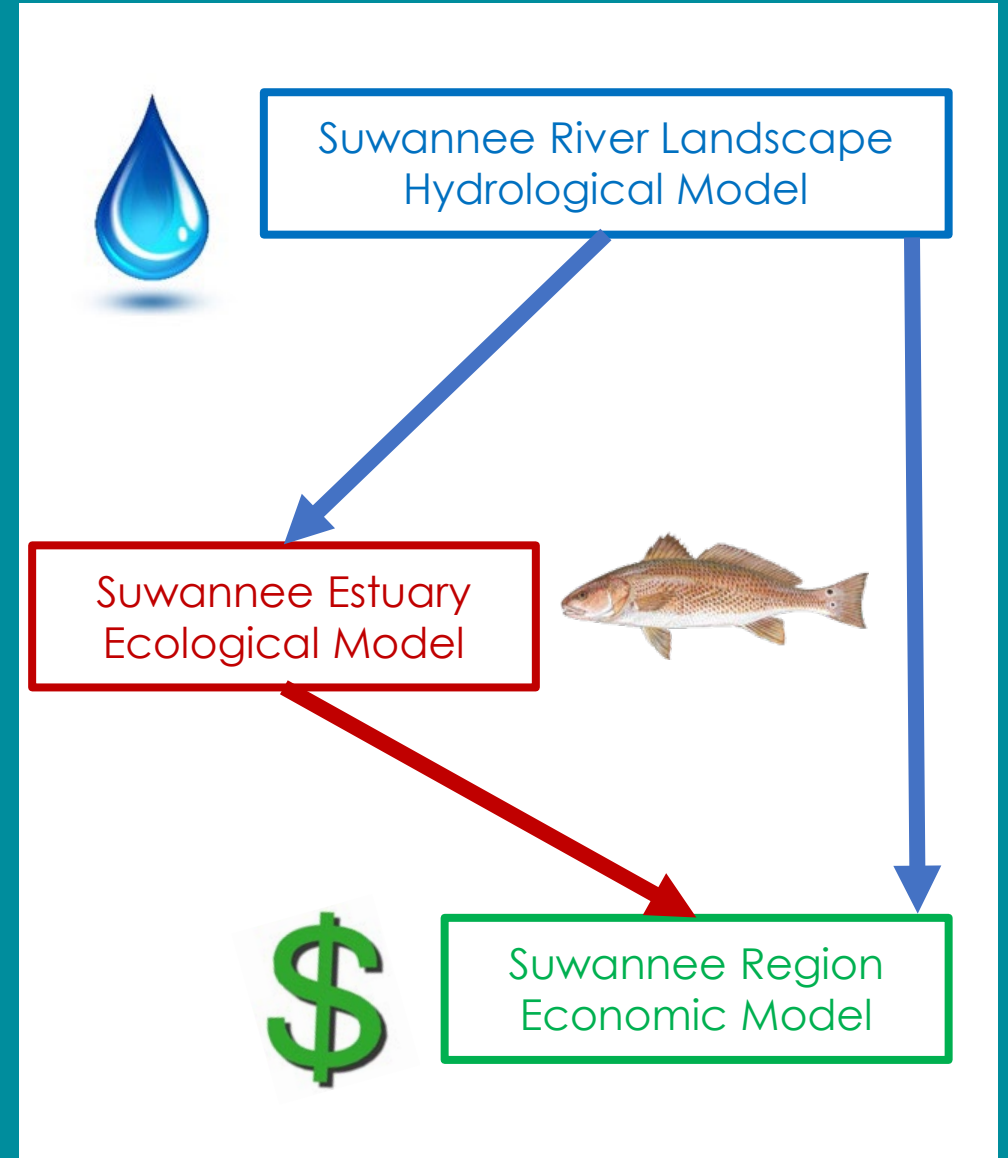 Suwannee River Landscape
Hydrological Model
Suwannee Estuary
Ecological Model
$
Suwannee Region
Economic Model